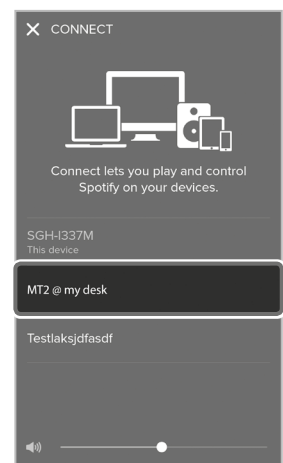 CONNECT
Connect lets you play and control
Spotify on your devices.
SGH-I337M
This device
MT2 @ my desk
Testlaksjdfasdf